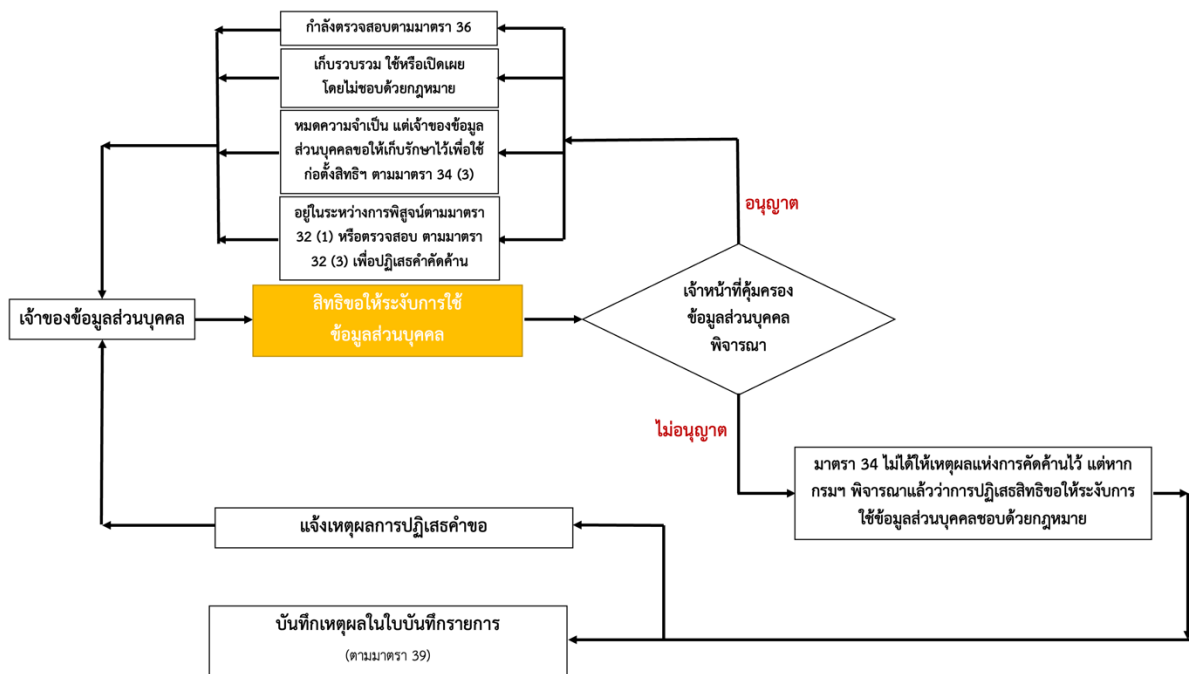 กำลังตรวจสอบตามมาตรา 36
เก็บรวบรวม ใช้หรือเปิดเผย
โดยไม่ชอบด้วยกฎหมาย
หมดความจำเป็น แต่เจ้าของข้อมูล
ส่วนบุคคลขอให้เก็บรักษาไว้เพื่อใช้
ก่อตั้งสิทธิฯ ตามมาตรา 34 (3)
อยู่ในระหว่างการพิสูจน์ตามมาตรา
32 (1) หรือตรวจสอบ ตามมาตรา
32 (3) เพื่อปฏิเสธคำคัดค้าน
อนุญาต
เจ้าของข้อมูลส่วนบุคคล
สิทธิขอให้ระงับการใช้
ข้อมูลส่วนบุคคล
เจ้าหน้าที่คุ้มครอง
ข้อมูลส่วนบุคคล
พิจารณา
ไม่อนุญาต
มาตรา 34 ไม่ได้ให้เหตุผลแห่งการคัดค้านไว้ แต่หาก
กรมฯ พิจารณาแล้วว่าการปฏิเสธสิทธิขอให้ระงับการ
ใช้ข้อมูลส่วนบุคคลชอบด้วยกฎหมาย
แจ้งเหตุผลการปฏิเสธคำขอ
บันทึกเหตุผลในใบบันทึกรายการ
(ตามมาตรา 39)